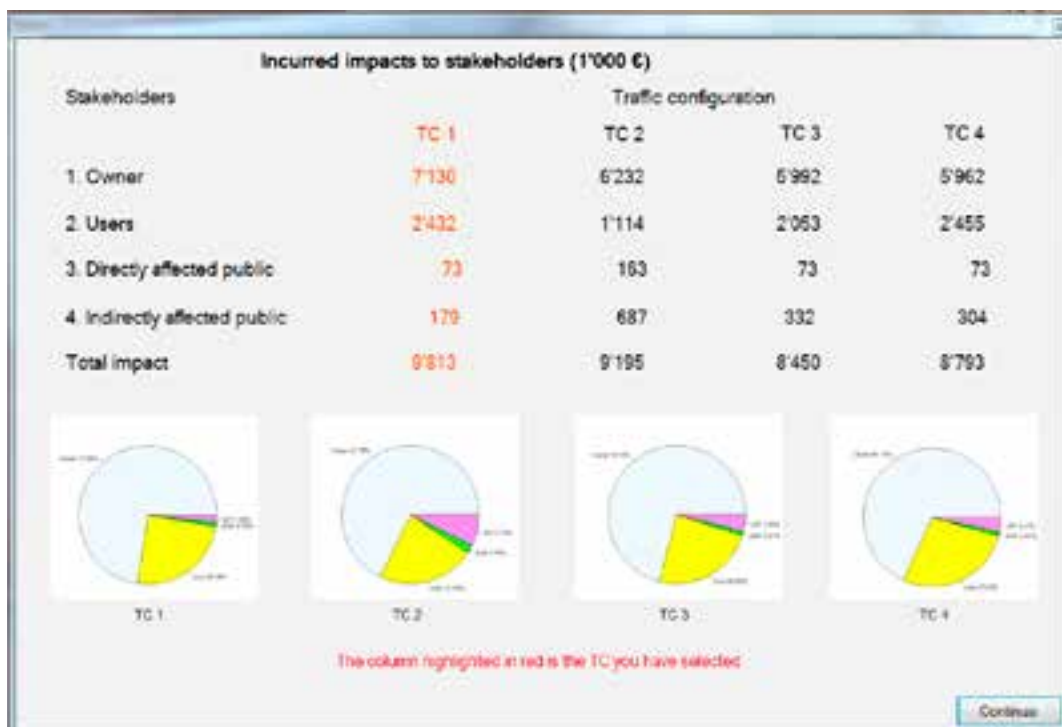 Incurred impacts to stakeholders (1'000 €)
Stakeholders Traffic configuration
TC 1 TC 2 TC 3 TC 4
1. Owner 7'130 6'232 5'992 5'962
2. Users 2'432 1'114 2'053 2'455
3. Directly affected public 73 163 73 73
4. Indirectly affected public 179 687 332 304
Total impact 9'813 8'195 8'450 8'793
TC 1 TC 2 TC 3 TC 4
The column highlighted in red is the TC you have selected
Continue